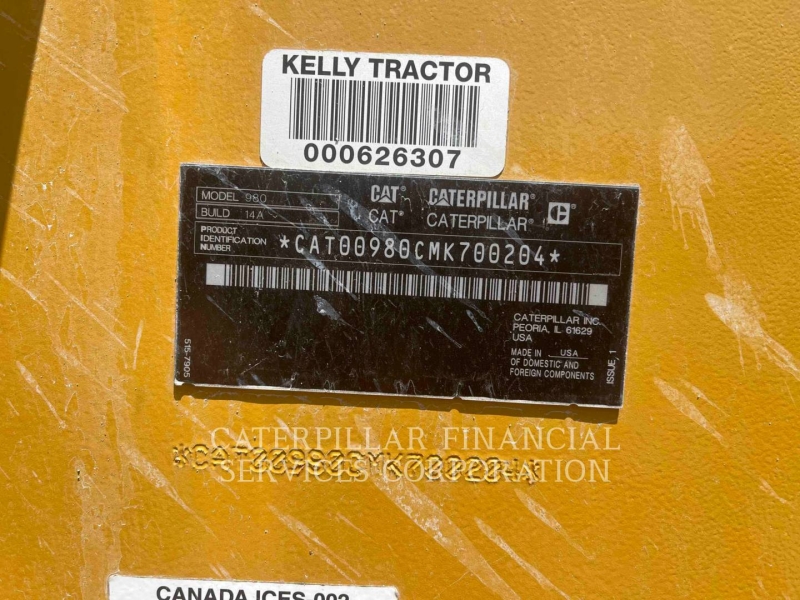 KELLY TRACTOR
000626307
MODEL 980
BUILD 14A
CAT® CATERPILLAR®
CAT® CATERPILLAR®
PRODUCT
IDENTIFICATION
NUMBER
*CAT00980CMK700204*
CATERPILLAR INC.
PEORIA, IL 61629
USA
MADE IN USA
OF DOMESTIC AND
FOREIGN COMPONENTS
515-7905
ISSUE, 1
CATERPILLAR FINANCIAL
SERVICES CORPORATION
*CAT00980CMK700204*
CANADA ICES-002